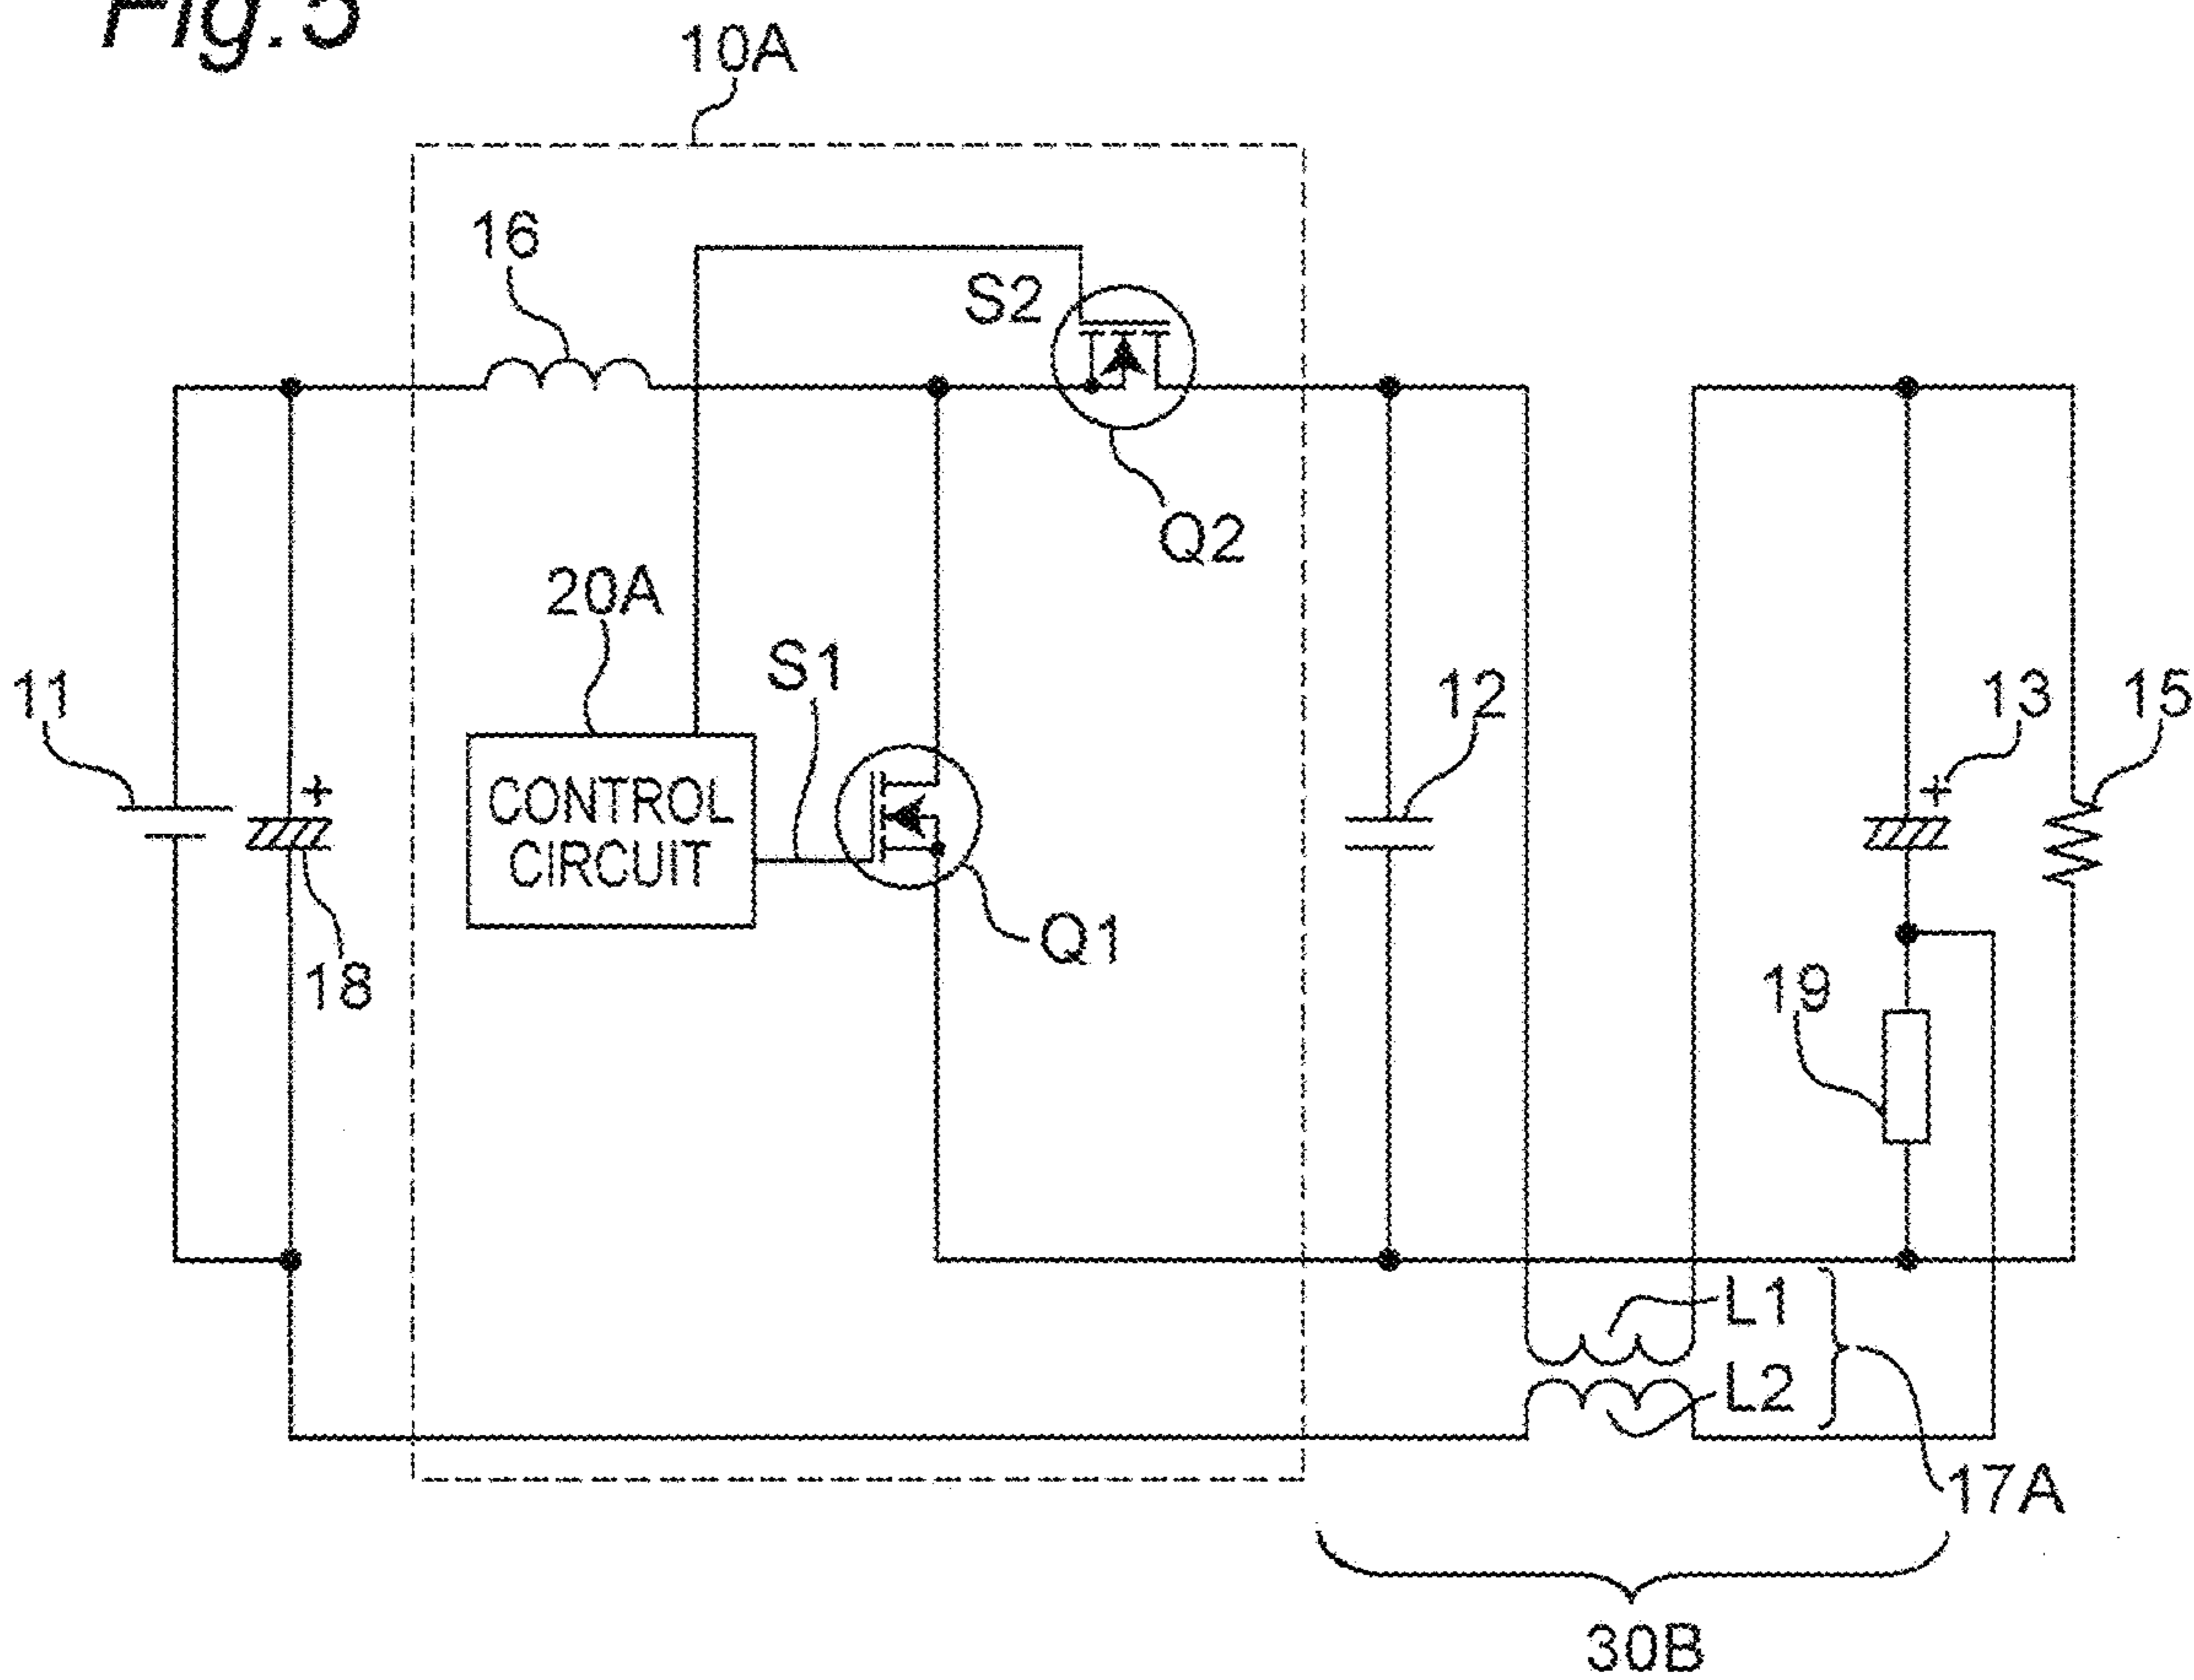 Fig.5
10A
16
S2
Q2
20A
S1
11
12
13
15
+
+
CONTROL
CIRCUIT
Q1
18
19
L1
L2
17A
30B